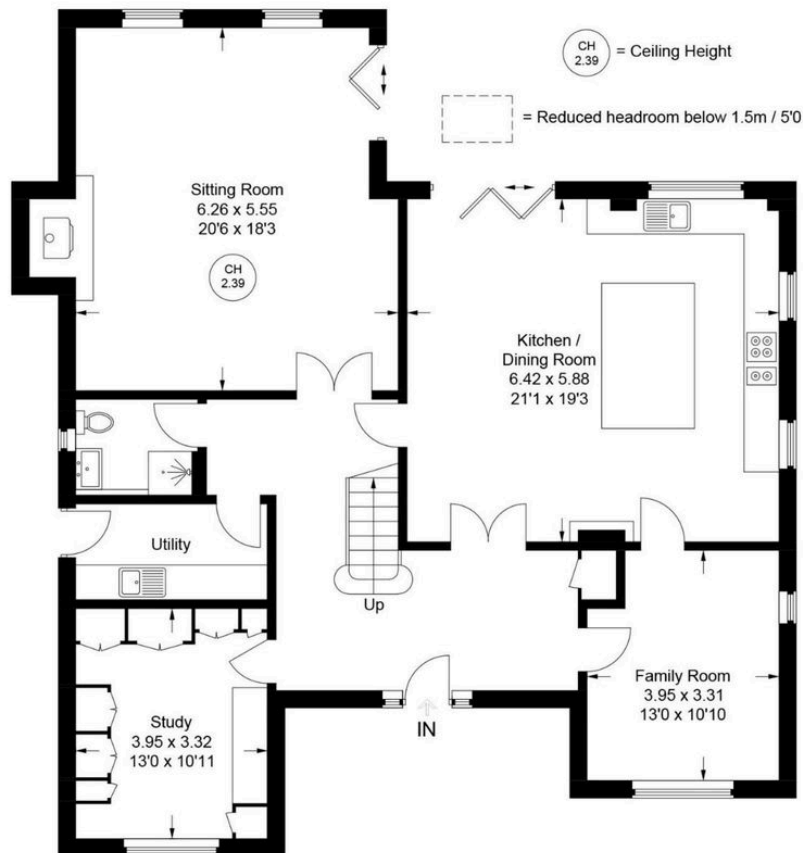 CH
2.39
= Ceiling Height
= Reduced headroom below 1.5m / 5'0
Sitting Room
6.26 x 5.55
20'6 x 18'3
CH
2.39
Kitchen /
Dining Room
6.42 x 5.88
21'1 x 19'3
Utility
Up
Study
3.95 x 3.32
13'0 x 10'11
IN
Family Room
3.95 x 3.31
13'0 x 10'10